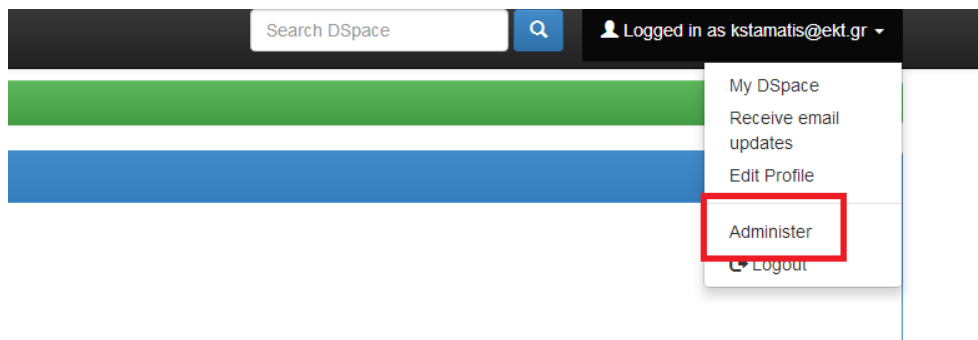 Search DSpace
Logged in as kstamatis@ekt.gr
My DSpace
Receive email
updates
Edit Profile
Administer
Logout